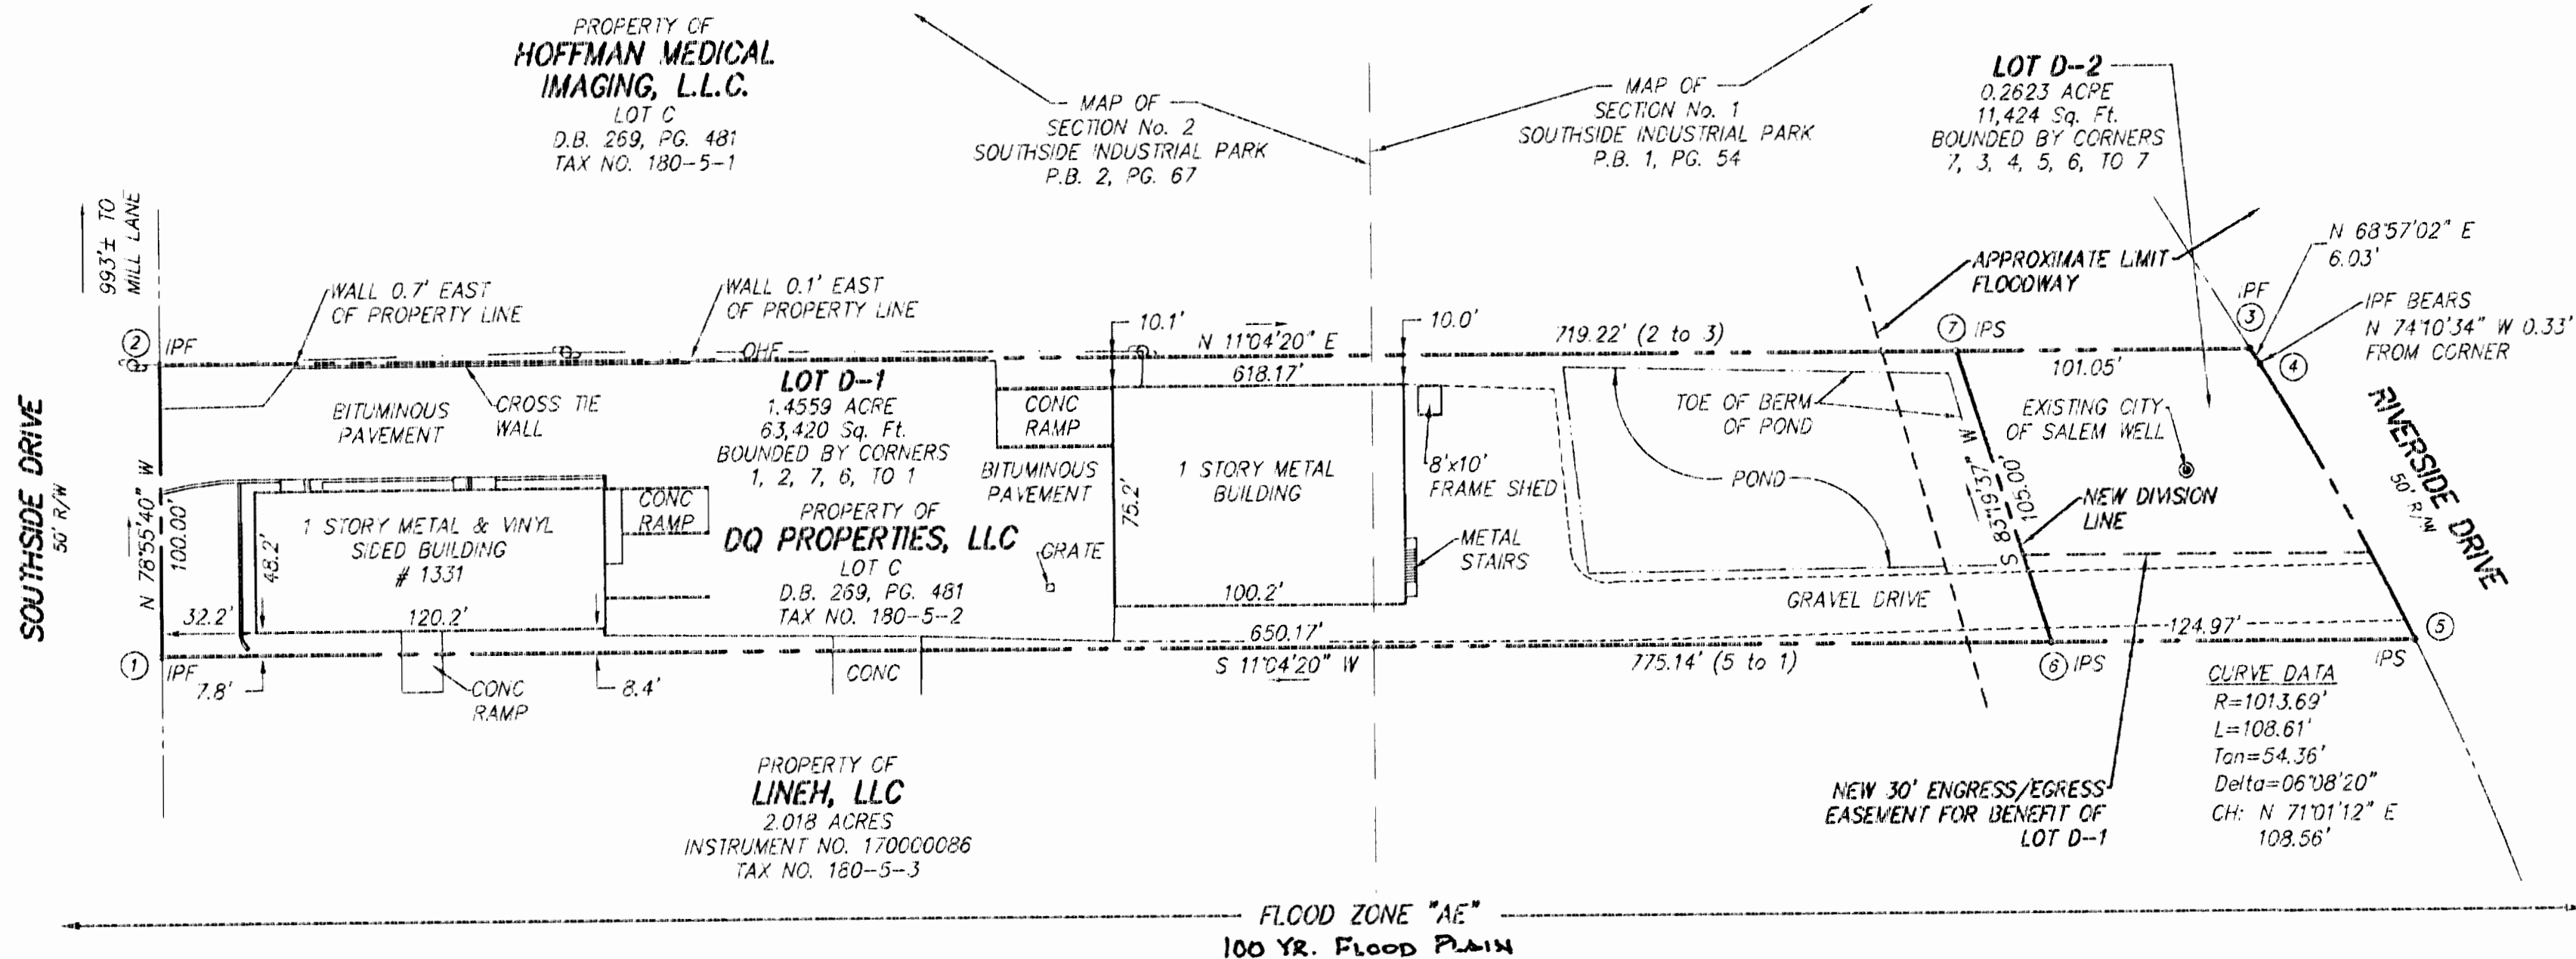 PROPERTY OF
HOFFMAN MEDICAL
IMAGING, L.L.C.
LOT C
D.B. 269, PG. 481
TAX NO. 180-5-1
MAP OF
SECTION No. 2
SOUTHSIDE INDUSTRIAL PARK
P.B. 2, PG. 67
MAP OF
SECTION No. 1
SOUTHSIDE INDUSTRIAL PARK
P.B. 1, PG. 54
LOT D-2
0.2623 ACRE
11,424 Sq. Ft.
BOUNDED BY CORNERS
7, 3, 4, 5, 6, TO 7
993'± TO
MILL LANE
WALL 0.7' EAST
OF PROPERTY LINE
WALL 0.1' EAST
OF PROPERTY LINE
APPROXIMATE LIMIT
FLOODWAY
N 68°57'02" E
6.03'
IPF BEARS
N 74°10'34" W 0.33'
FROM CORNER
2 IPF
OHE
10.1'
N 11°04'20" E
10.0'
719.22' (2 to 3)
7 IPS
IPF
3
4
618.17'
101.05'
SOUTHSIDE DRIVE
50' R/W
N 78°55'40" W
100.00'
BITUMINOUS
PAVEMENT
CROSS TIE
WALL
LOT D-1
1.4559 ACRE
63,420 Sq. Ft.
BOUNDED BY CORNERS
1, 2, 7, 6, TO 1
CONC
RAMP
BITUMINOUS
PAVEMENT
75.2'
1 STORY METAL
BUILDING
100.2'
8'x10'
FRAME SHED
METAL
STAIRS
TOE OF BERM
OF POND
POND
EXISTING CITY
OF SALEM WELL
S 83°19'37" W
105.00'
NEW DIVISION
LINE
RIVERSIDE DRIVE
50' R/W
1 STORY METAL & VINYL
SIDED BUILDING
# 1331
48.2'
120.2'
32.2'
CONC
RAMP
PROPERTY OF
DQ PROPERTIES, LLC
LOT C
D.B. 269, PG. 481
TAX NO. 180-5-2
GRATE
GRAVEL DRIVE
1
IPF
7.8'
CONC
RAMP
8.4'
CONC
650.17'
S 11°04'20" W
775.14' (5 to 1)
6 IPS
124.97'
5
IPS
CURVE DATA
R=1013.69'
L=108.61'
Tan=54.36'
Delta=06°08'20"
CH: N 71°01'12" E
108.56'
NEW 30' ENGRESS/EGRESS
EASEMENT FOR BENEFIT OF
LOT D-1
PROPERTY OF
LINEH, LLC
2.018 ACRES
INSTRUMENT NO. 170000086
TAX NO. 180-5-3
FLOOD ZONE "AE"
100 YR. FLOOD PLAIN